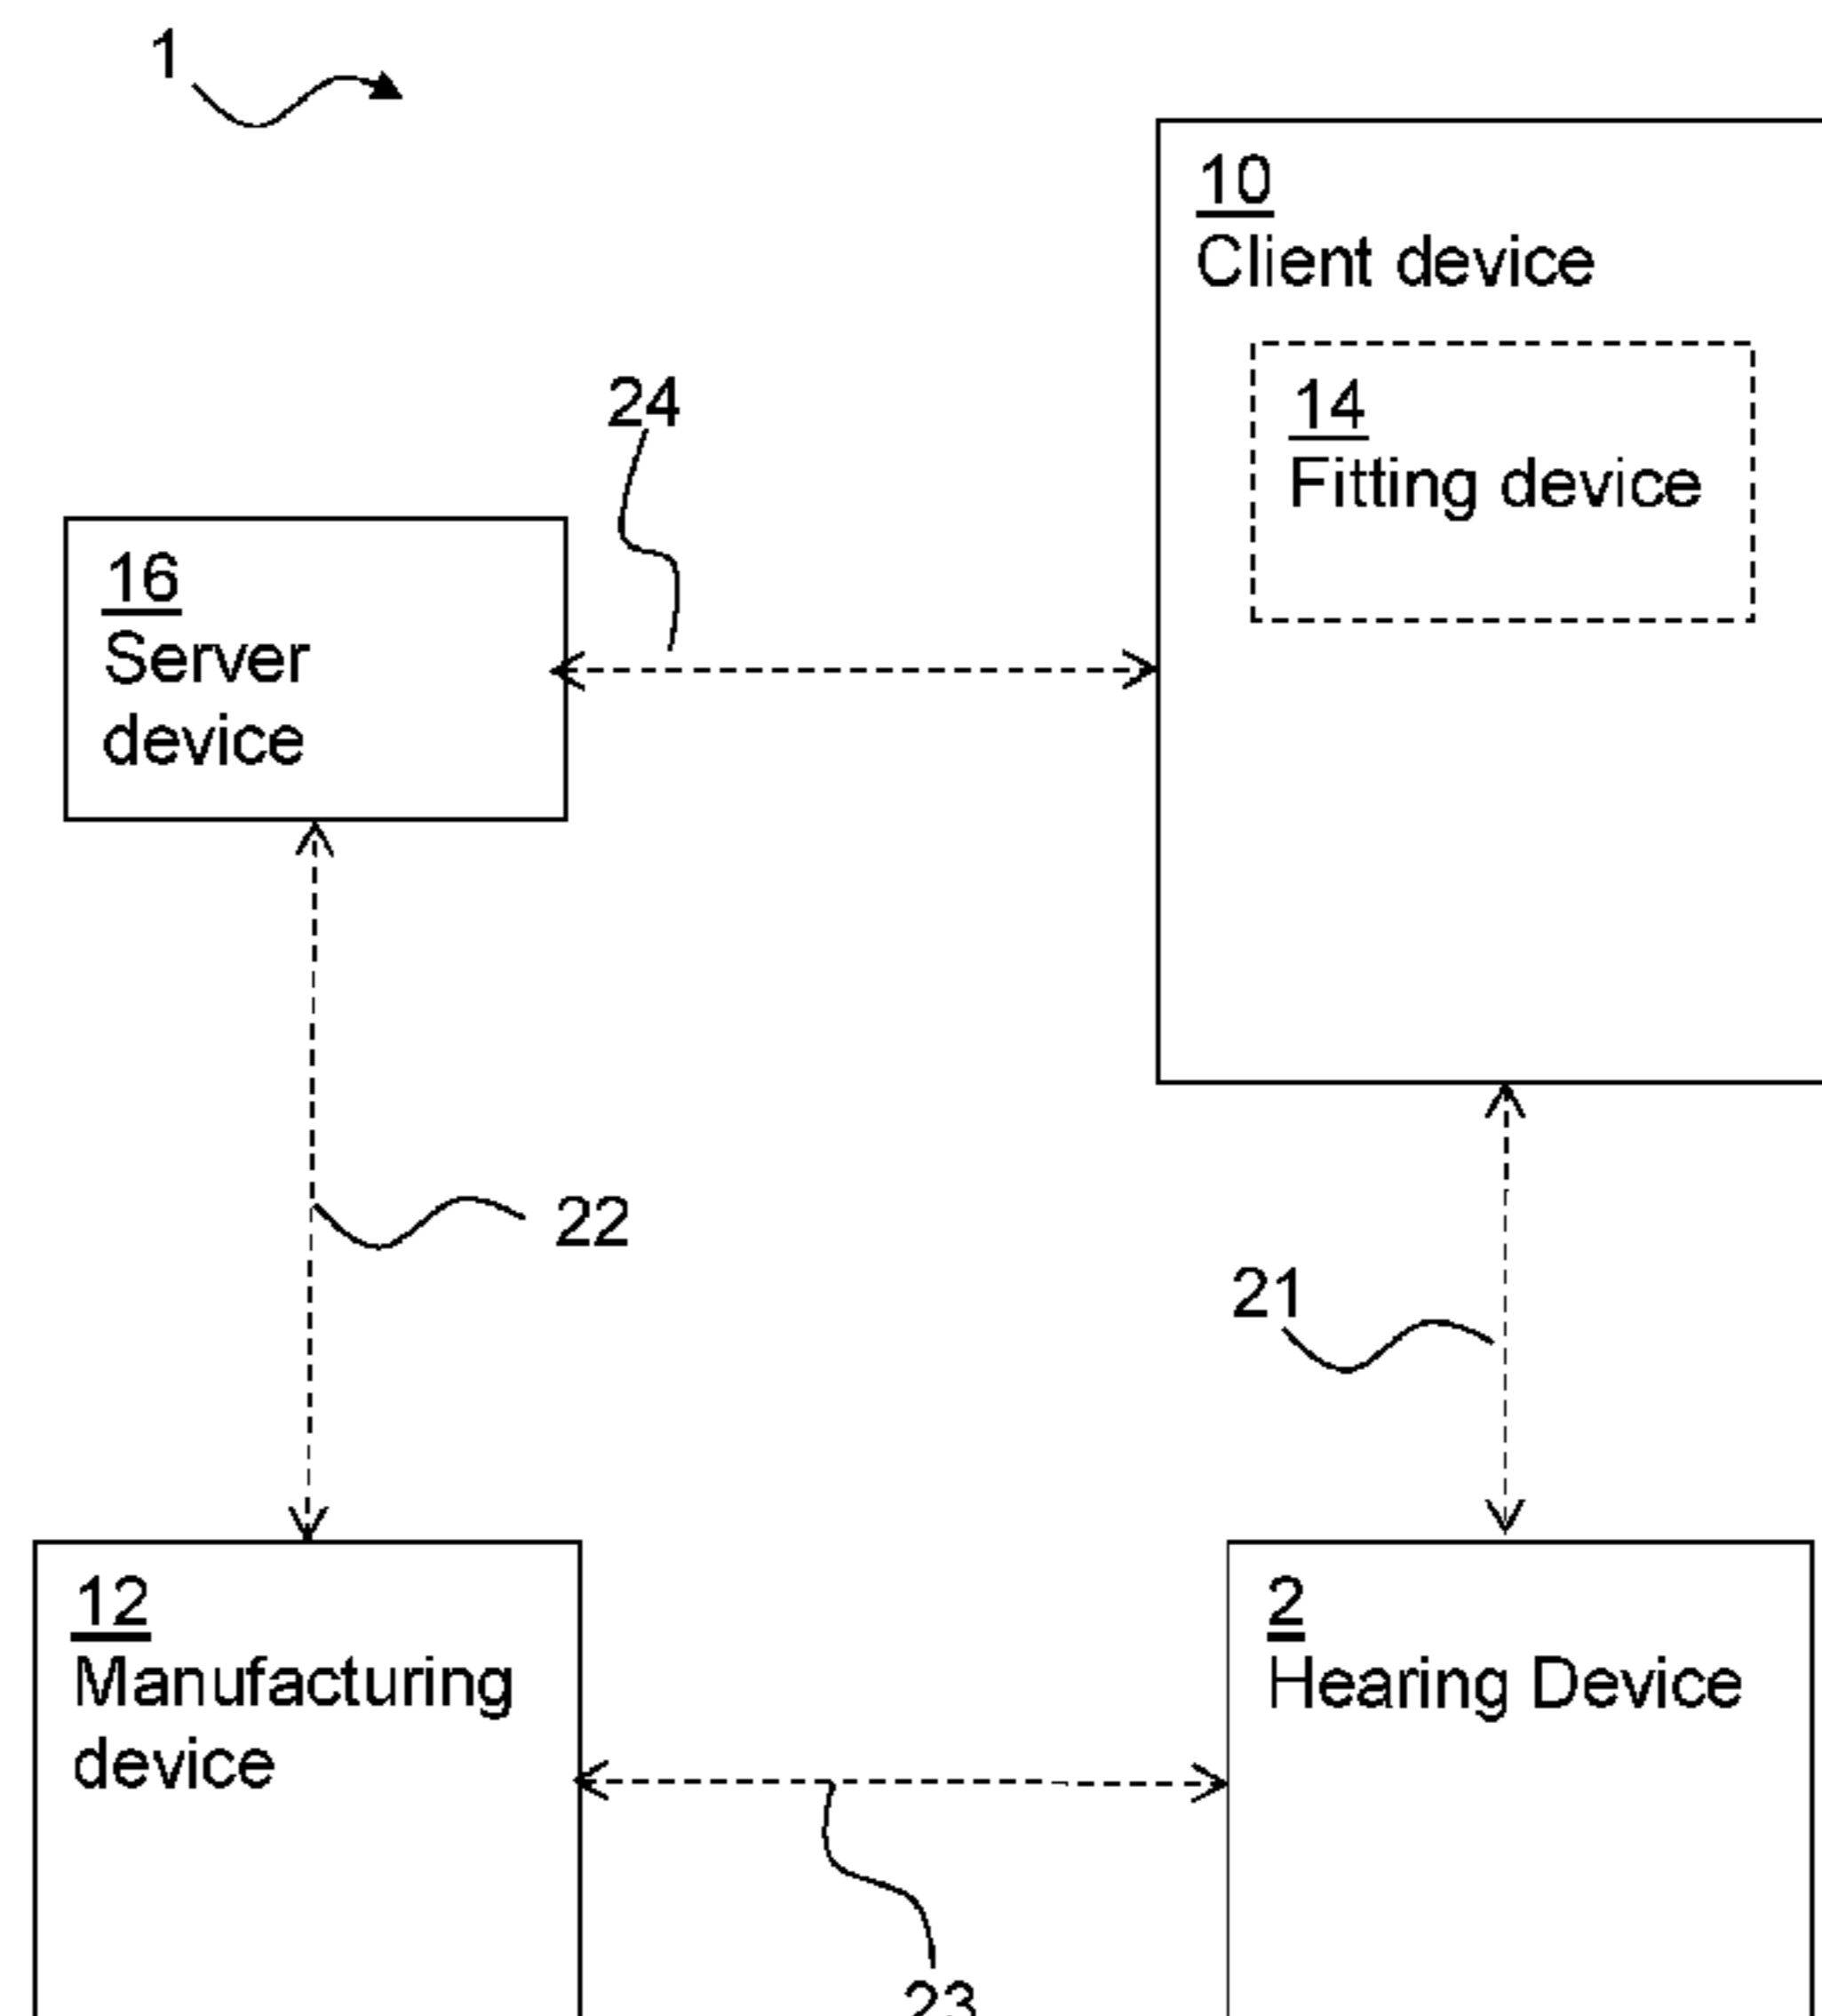 1
10
Client device
14
Fitting device
24
16
Server
device
22
21
12
Manufacturing
device
2
Hearing Device
23